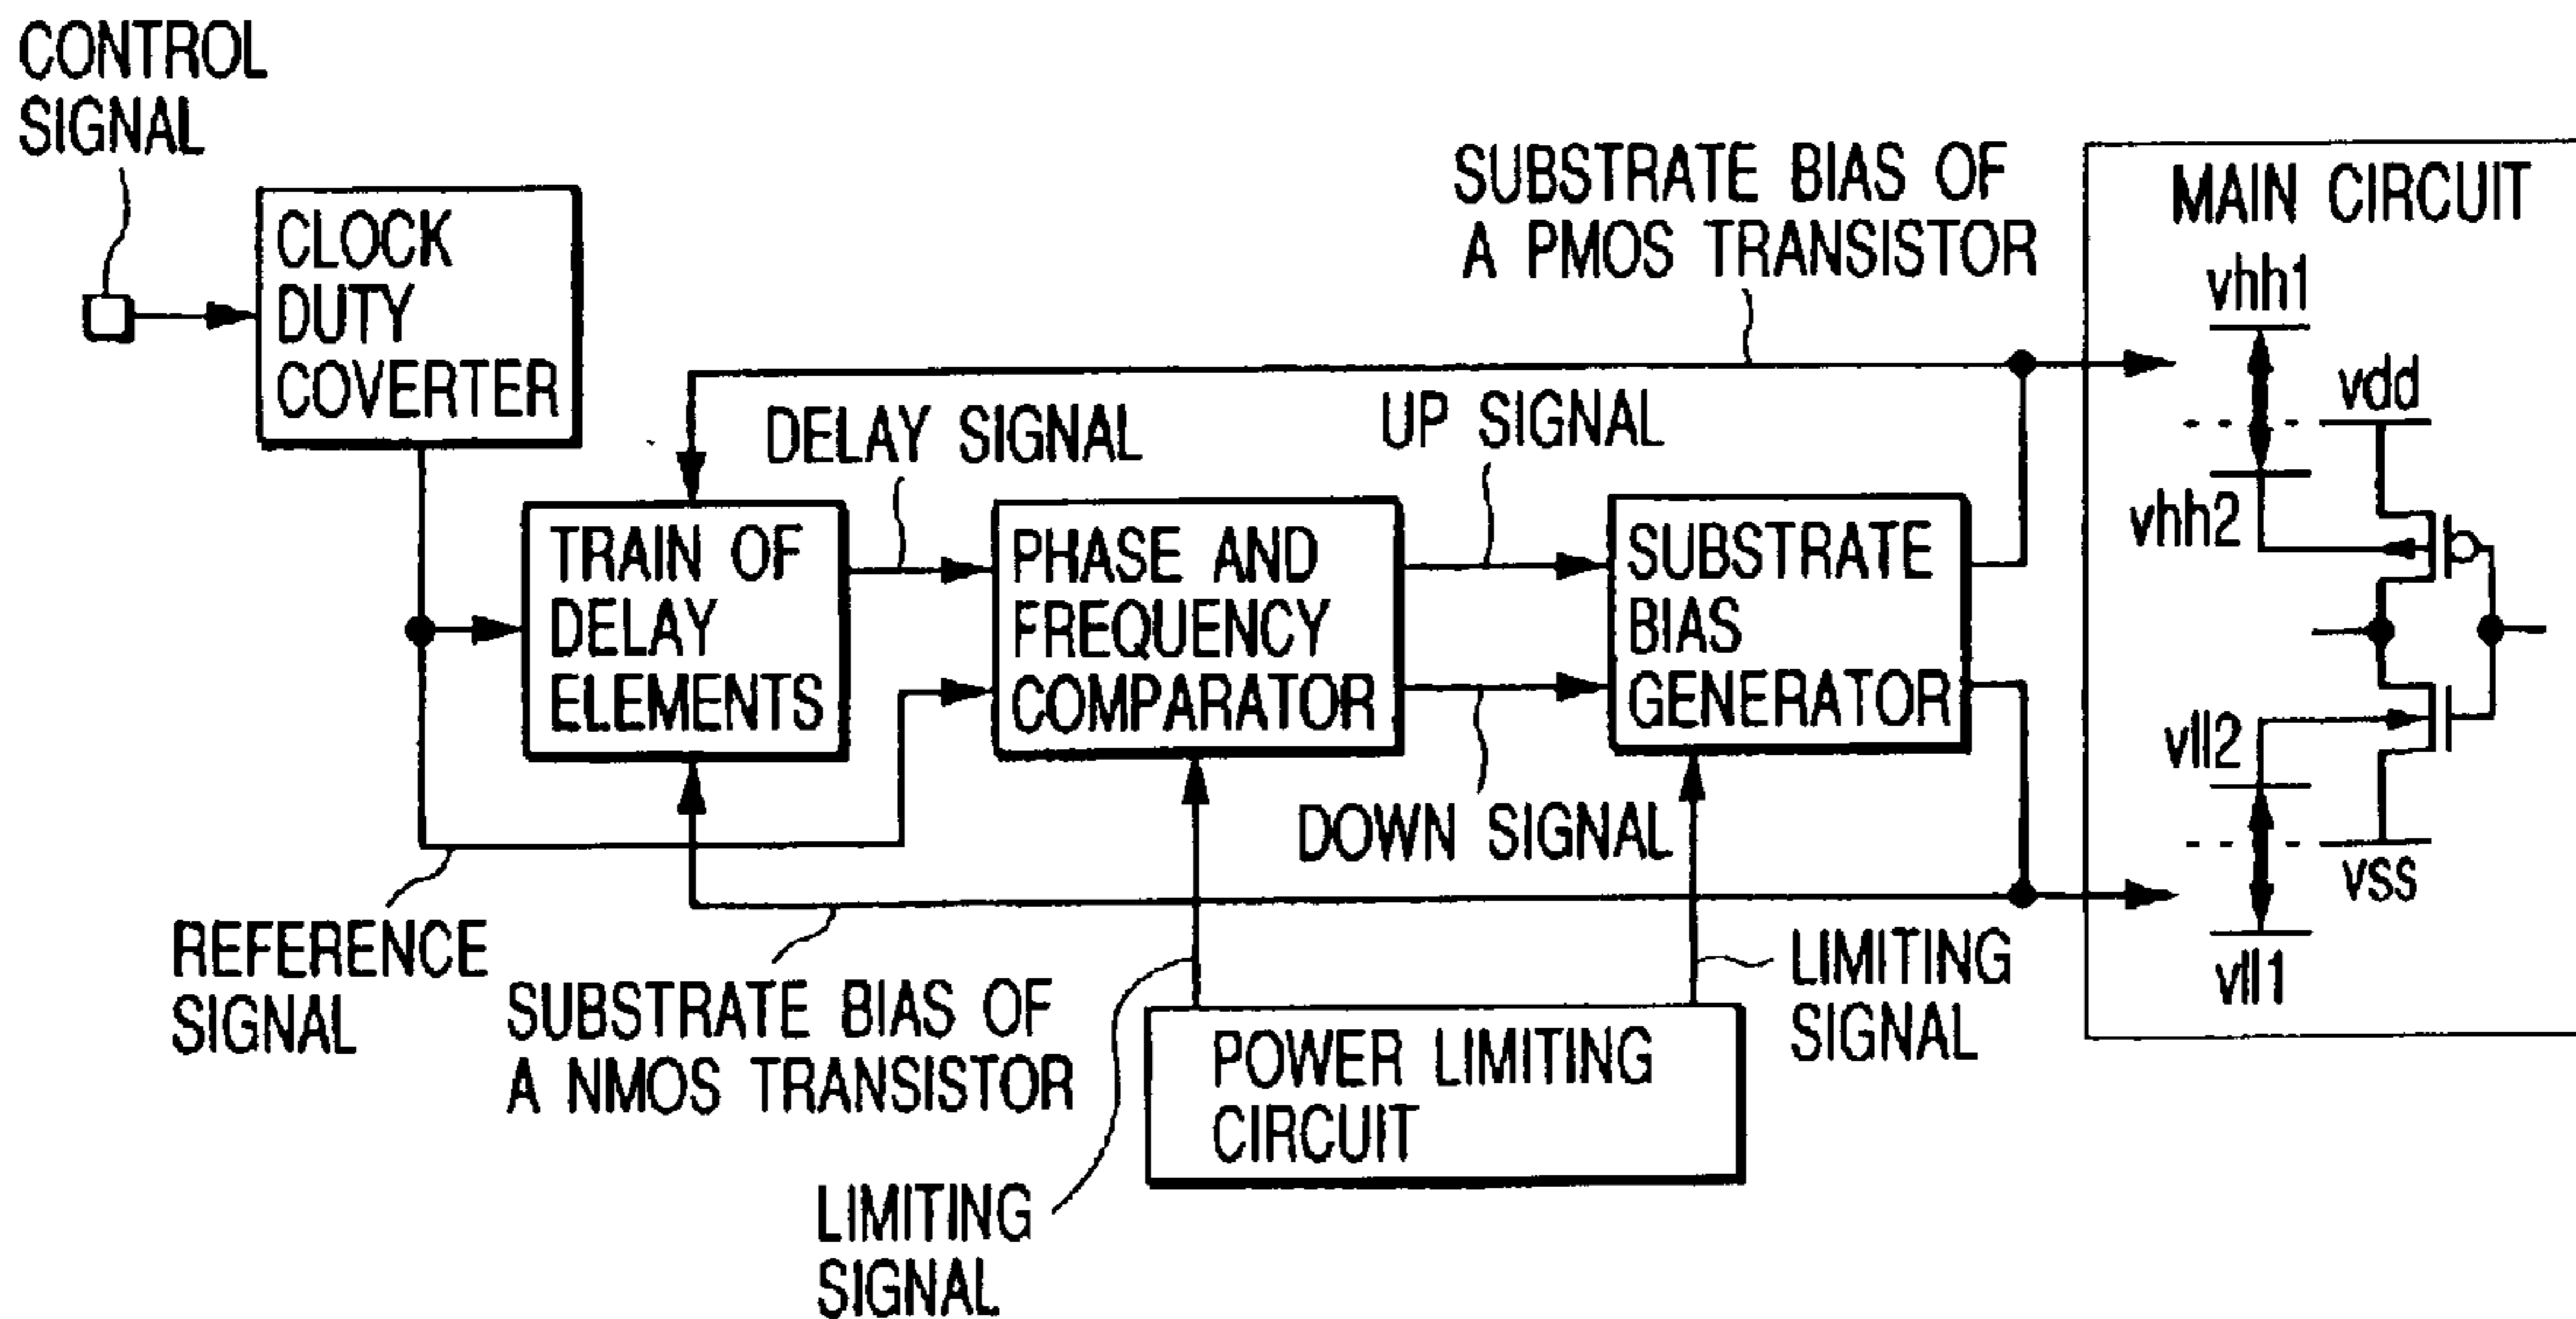 CONTROL
SIGNAL
CLOCK
DUTY
COVERTER
SUBSTRATE BIAS OF
A PMOS TRANSISTOR
MAIN CIRCUIT
vhh1
vdd
vhh2
DELAY SIGNAL
UP SIGNAL
TRAIN OF
DELAY
ELEMENTS
PHASE AND
FREQUENCY
COMPARATOR
SUBSTRATE
BIAS
GENERATOR
DOWN SIGNAL
vll2
vss
vll1
REFERENCE
SIGNAL
SUBSTRATE BIAS OF
A NMOS TRANSISTOR
LIMITING
SIGNAL
POWER LIMITING
CIRCUIT
LIMITING
SIGNAL